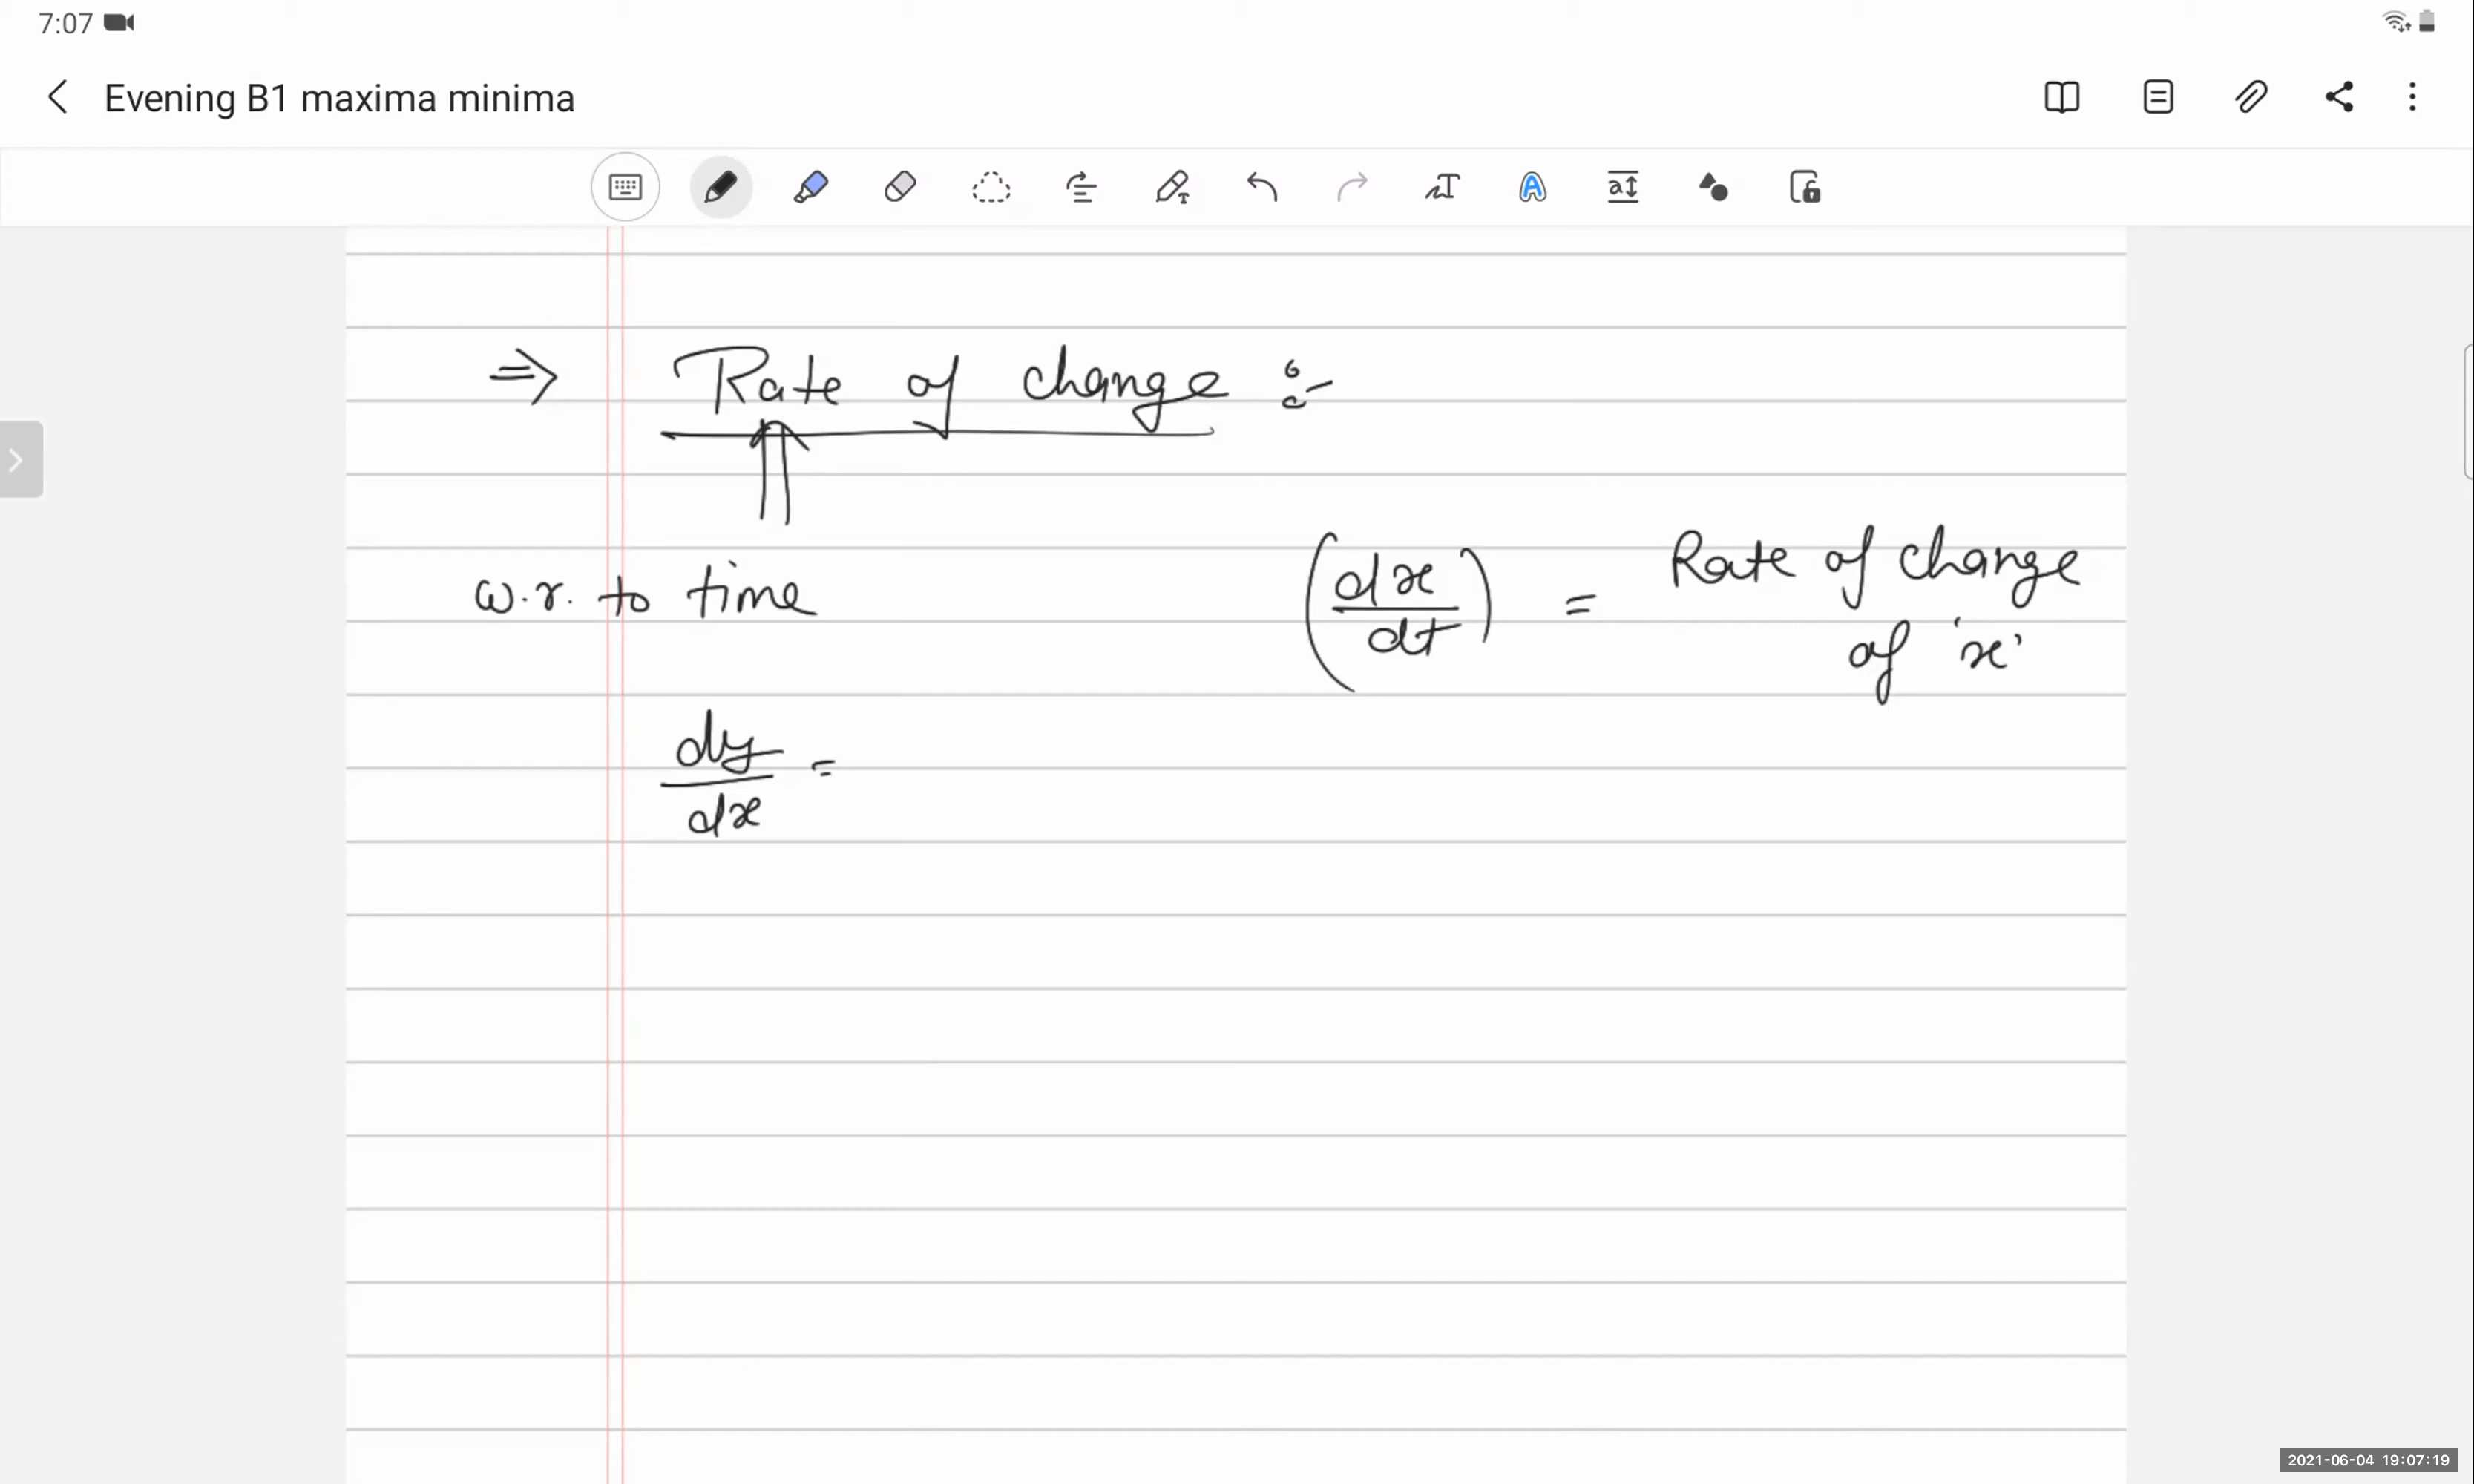 7:07
Evening B1 maxima minima
⇒ Rate of change :-
w.r. to time
(dx/dt) = Rate of change
of 'x'
dy/dx =
2021-06-04 19:07:19